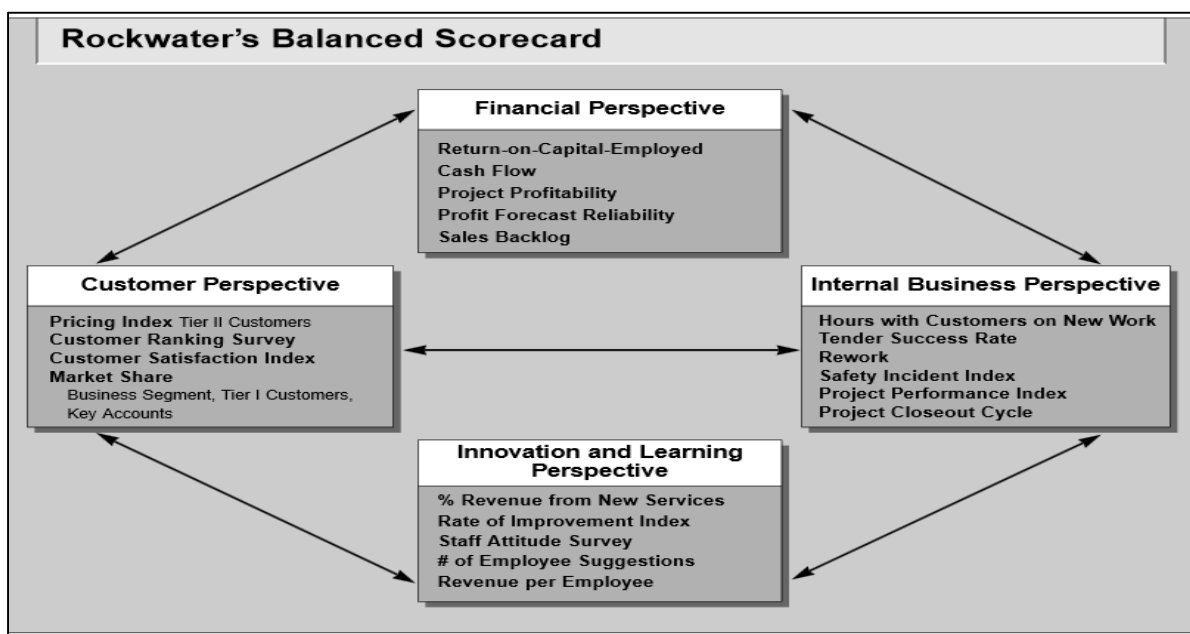 Rockwater's Balanced Scorecard
Financial Perspective
Return-on-Capital-Employed
Cash Flow
Project Profitability
Profit Forecast Reliability
Sales Backlog
Customer Perspective
Pricing Index Tier II Customers
Customer Ranking Survey
Customer Satisfaction Index
Market Share
Business Segment, Tier I Customers,
Key Accounts
Internal Business Perspective
Hours with Customers on New Work
Tender Success Rate
Rework
Safety Incident Index
Project Performance Index
Project Closeout Cycle
Innovation and Learning
Perspective
% Revenue from New Services
Rate of Improvement Index
Staff Attitude Survey
# of Employee Suggestions
Revenue per Employee